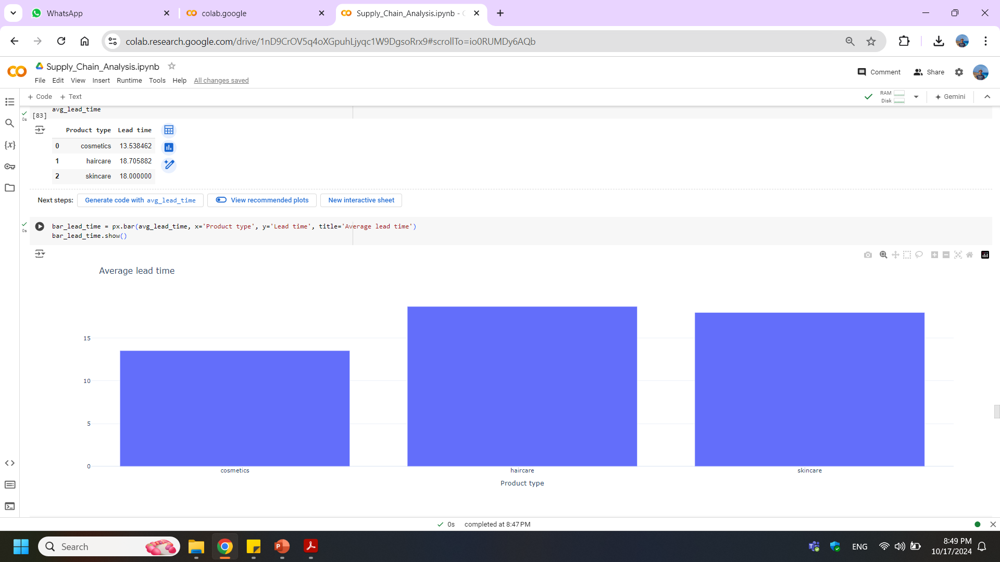 WhatsApp
colab.google
Supply_Chain_Analysis.ipynb -
colab.research.google.com/drive/1nD9CrOV5q4oXGpuhLjyqc1W9DgsoRrx9#scrollTo=io0RUMDy6AQb
Supply_Chain_Analysis.ipynb
File Edit View Insert Runtime Tools Help All changes saved
Comment Share
+ Code + Text
RAM
Disk
Gemini
avg_lead_time
[83]
0s
Product type Lead time
0 cosmetics 13.538462
1 haircare 18.705882
2 skincare 18.000000
Next steps: Generate code with avg_lead_time View recommended plots New interactive sheet
0s
bar_lead_time = px.bar(avg_lead_time, x='Product type', y='Lead time', title='Average lead time')
bar_lead_time.show()
Average lead time
15
10
5
0
cosmetics haircare skincare
Product type
0s completed at 8:47 PM
Search
ENG
8:49 PM
10/17/2024